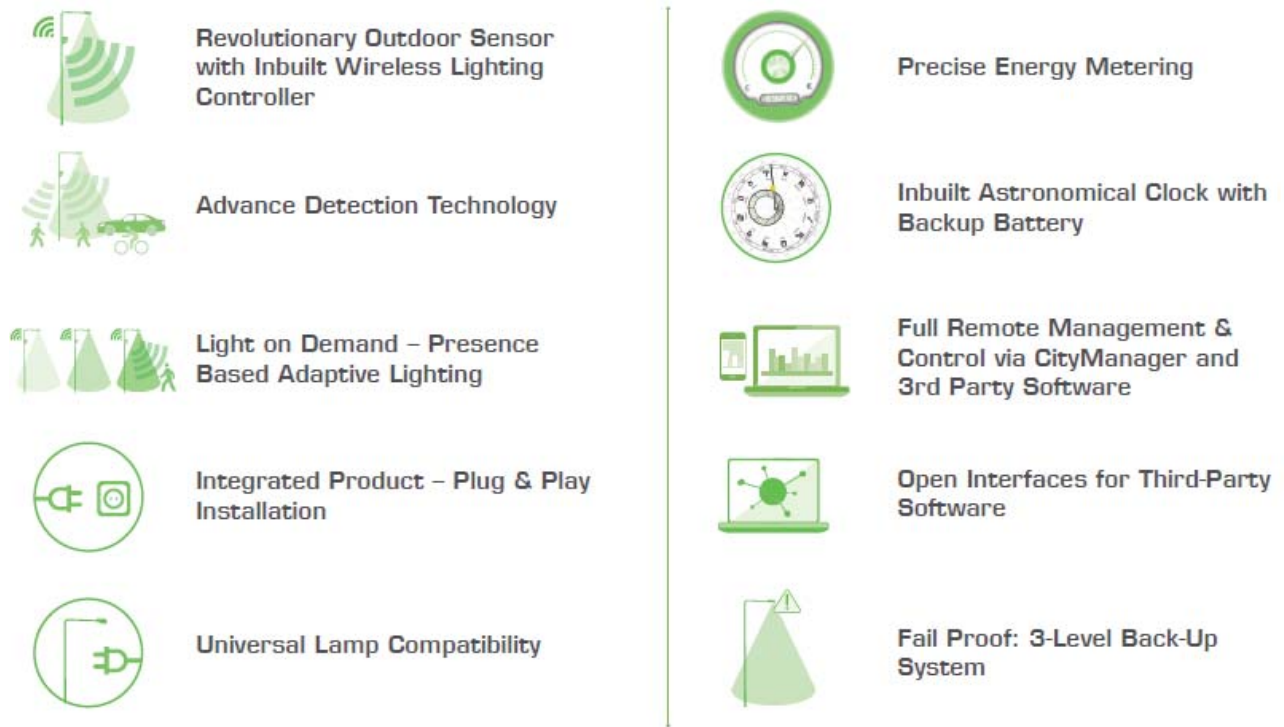 Revolutionary Outdoor Sensor
with Inbuilt Wireless Lighting
Controller
Advance Detection Technology
Light on Demand – Presence
Based Adaptive Lighting
Integrated Product – Plug & Play
Installation
Universal Lamp Compatibility
Precise Energy Metering
Inbuilt Astronomical Clock with
Backup Battery
Full Remote Management &
Control via CityManager and
3rd Party Software
Open Interfaces for Third-Party
Software
Fail Proof: 3-Level Back-Up
System